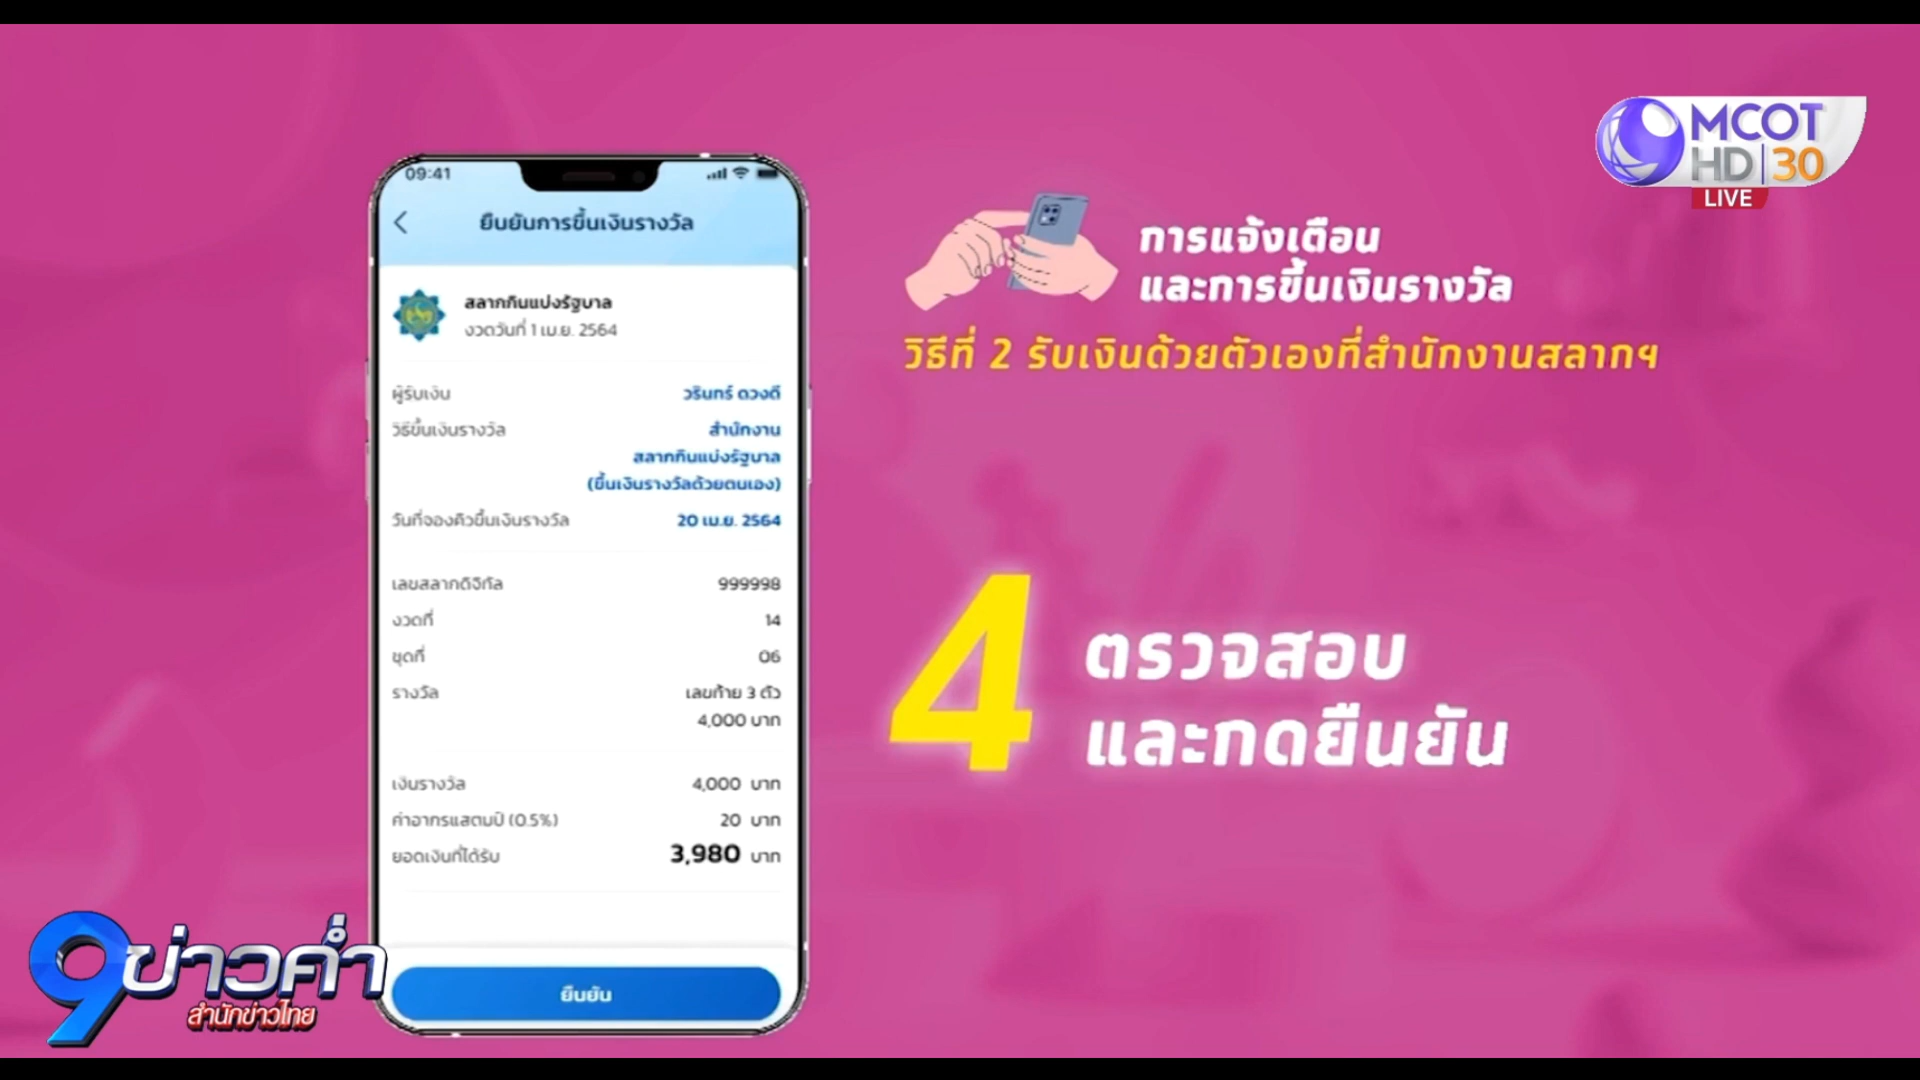 MCOT
HD 30
LIVE
09:41
ยืนยันการขึ้นเงินรางวัล
สลากกินแบ่งรัฐบาล
งวดวันที่ 1 เม.ย. 2564
ผู้รับเงิน วรินทร์ ดวงดี
วิธีขึ้นเงินรางวัล สำนักงาน
สลากกินแบ่งรัฐบาล
(ขึ้นเงินรางวัลด้วยตนเอง)
วันที่จองคิวขึ้นเงินรางวัล 20 เม.ย. 2564
เลขสลากดิจิทัล 999998
งวดที่ 14
ชุดที่ 06
รางวัล เลขท้าย 3 ตัว
4,000 บาท
เงินรางวัล 4,000 บาท
ค่าอากรแสตมป์ (0.5%) 20 บาท
ยอดเงินที่ได้รับ 3,980 บาท
ยืนยัน
การแจ้งเตือน
และการขึ้นเงินรางวัล
วิธีที่ 2 รับเงินด้วยตัวเองที่สำนักงานสลากฯ
4 ตรวจสอบ
และกดยืนยัน
9 ข่าวค่ำ
สำนักข่าวไทย